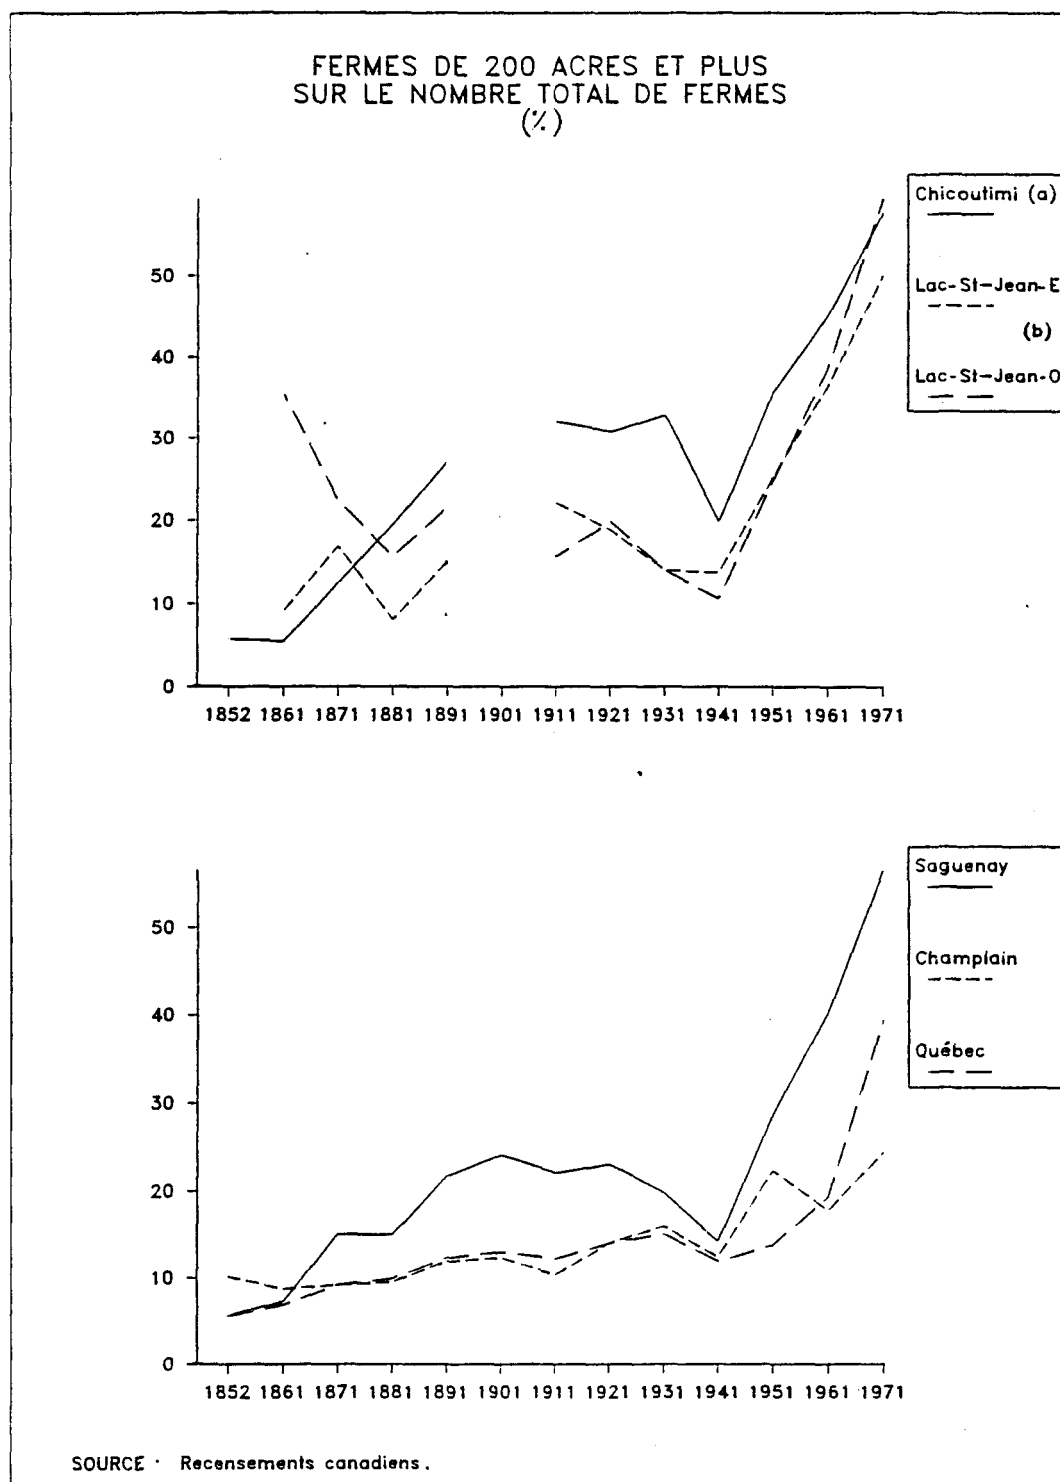 FERMES DE 200 ACRES ET PLUS
SUR LE NOMBRE TOTAL DE FERMES
(%)
Chicoutimi (a)
Lac-St-Jean-E
(b)
Lac-St-Jean-O
50
40
30
20
10
0
1852 1861 1871 1881 1891 1901 1911 1921 1931 1941 1951 1961 1971
Saguenay
Champlain
Québec
50
40
30
20
10
0
1852 1861 1871 1881 1891 1901 1911 1921 1931 1941 1951 1961 1971
SOURCE · Recensements canadiens.